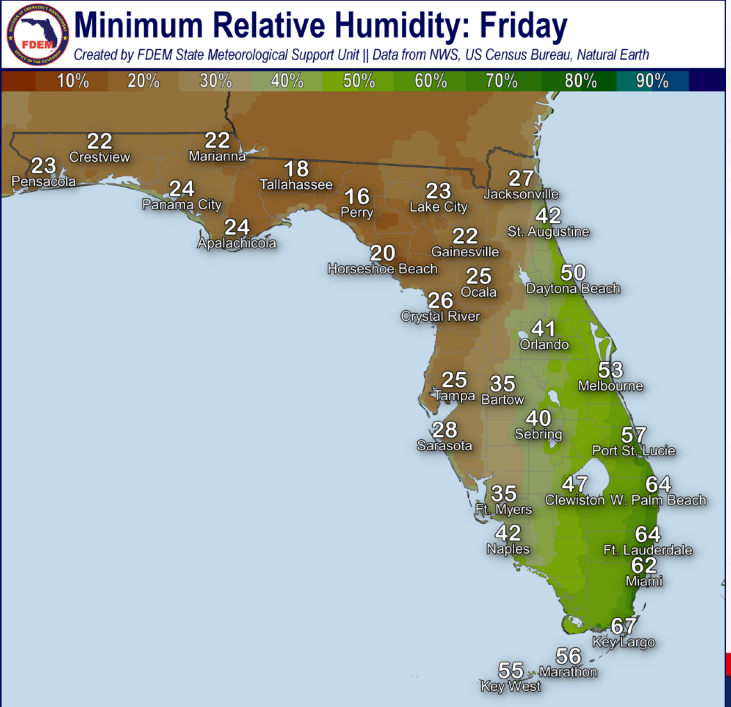 Minimum Relative Humidity: Friday
Created by FDEM State Meteorological Support Unit || Data from NWS, US Census Bureau, Natural Earth
FDEM
10% 20% 30% 40% 50% 60% 70% 80% 90%
22
Crestview
22
Marianna
23
Pensacola
18
Tallahassee
27
Jacksonville
24
Panama City
16
Perry
23
Lake City
24
Apalachicola
42
St. Augustine
22
Gainesville
20
Horseshoe Beach
25
Ocala
50
Daytona Beach
26
Crystal River
41
Orlando
25
Tampa
35
Bartow
53
Melbourne
28
Sarasota
40
Sebring
57
Port St. Lucie
35
Ft. Myers
47
Clewiston
64
W. Palm Beach
42
Naples
64
Ft. Lauderdale
62
Miami
67
Key Largo
56
Marathon
55
Key West